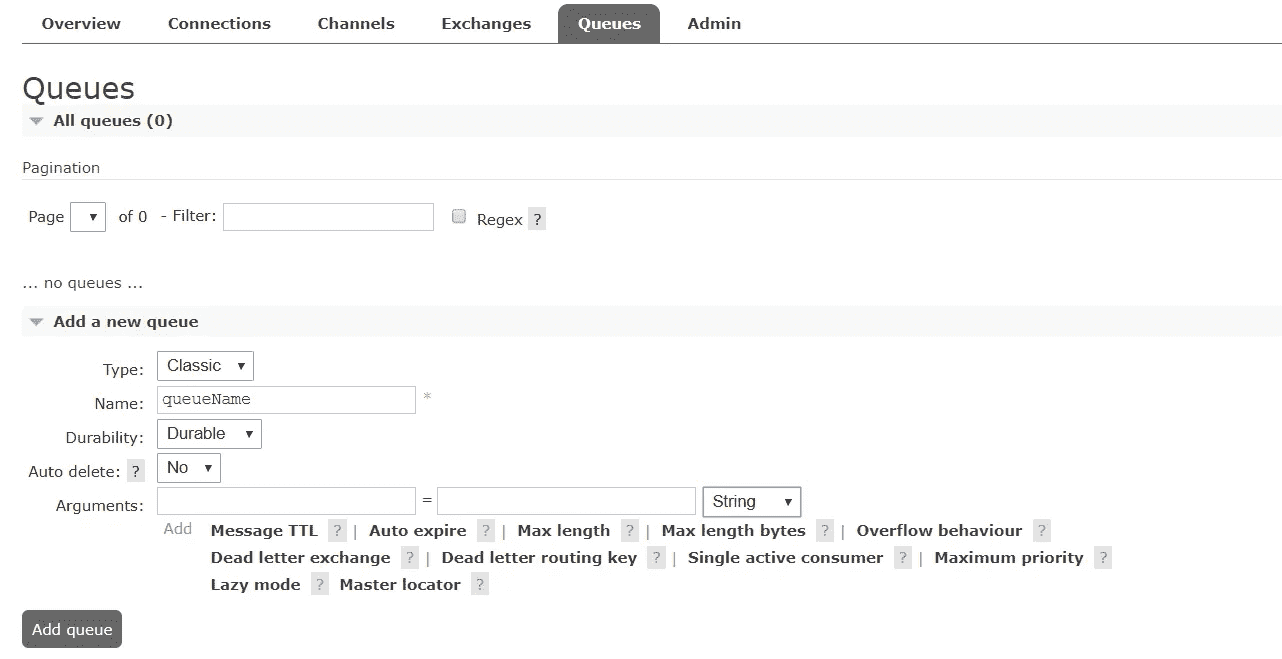 Overview Connections Channels Exchanges Queues Admin
Queues
All queues (0)
Pagination
Page of 0 - Filter: Regex ?
... no queues ...
Add a new queue
Type: Classic
Name: queueName *
Durability: Durable
Auto delete: ? No
Arguments: = String
Add Message TTL ? | Auto expire ? | Max length ? | Max length bytes ? | Overflow behaviour ?
Dead letter exchange ? | Dead letter routing key ? | Single active consumer ? | Maximum priority ?
Lazy mode ? Master locator ?
Add queue